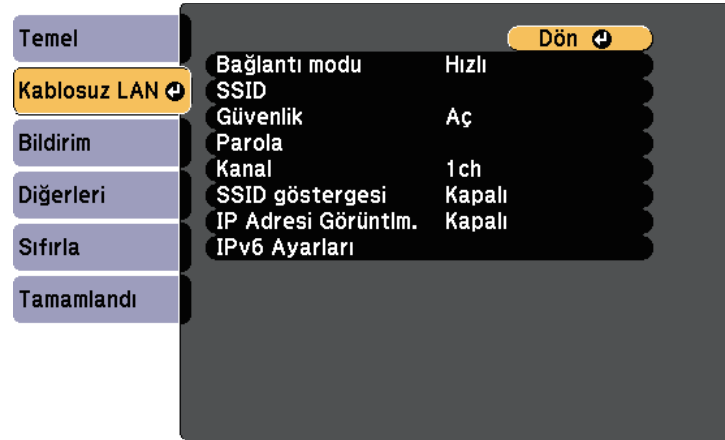 Temel
Kablosuz LAN
Bildirim
Diğerleri
Sıfırla
Tamamlandı
Dön
Bağlantı modu Hızlı
SSID
Güvenlik Aç
Parola
Kanal 1ch
SSID göstergesi Kapalı
IP Adresi Görüntlm. Kapalı
IPv6 Ayarları